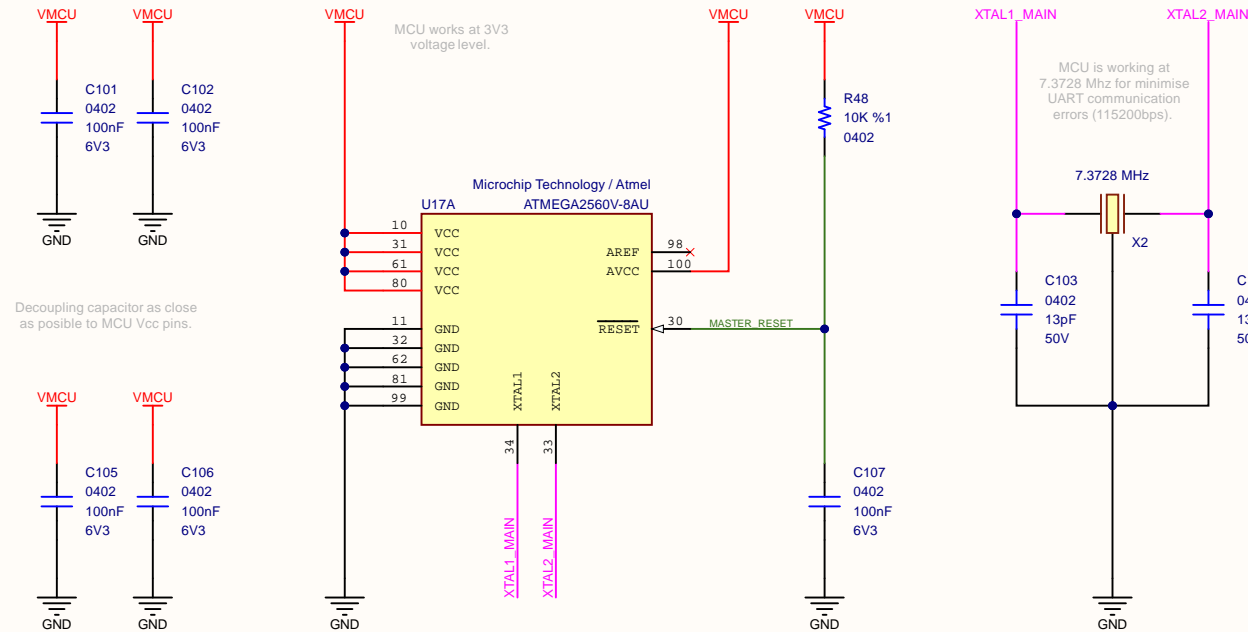 VMCU
VMCU
C101
0402
100nF
6V3
GND
C102
0402
100nF
6V3
GND
Decoupling capacitor as close
as posible to MCU Vcc pins.
VMCU
VMCU
C105
0402
100nF
6V3
GND
C106
0402
100nF
6V3
GND
VMCU
MCU works at 3V3
voltage level.
VMCU
Microchip Technology / Atmel
U17A
ATMEGA2560V-8AU
10 VCC
31 VCC
61 VCC
80 VCC
11 GND
32 GND
62 GND
81 GND
99 GND
AREF 98
AVCC 100
RESET 30
MASTER_RESET
XTAL1
XTAL2
34
33
XTAL1_MAIN
XTAL2_MAIN
GND
VMCU
R48
10K %1
0402
C107
0402
100nF
6V3
GND
XTAL1_MAIN
XTAL2_MAIN
MCU is working at
7.3728 Mhz for minimise
UART communication
errors (115200bps).
7.3728 MHz
X2
C103
0402
13pF
50V
GND